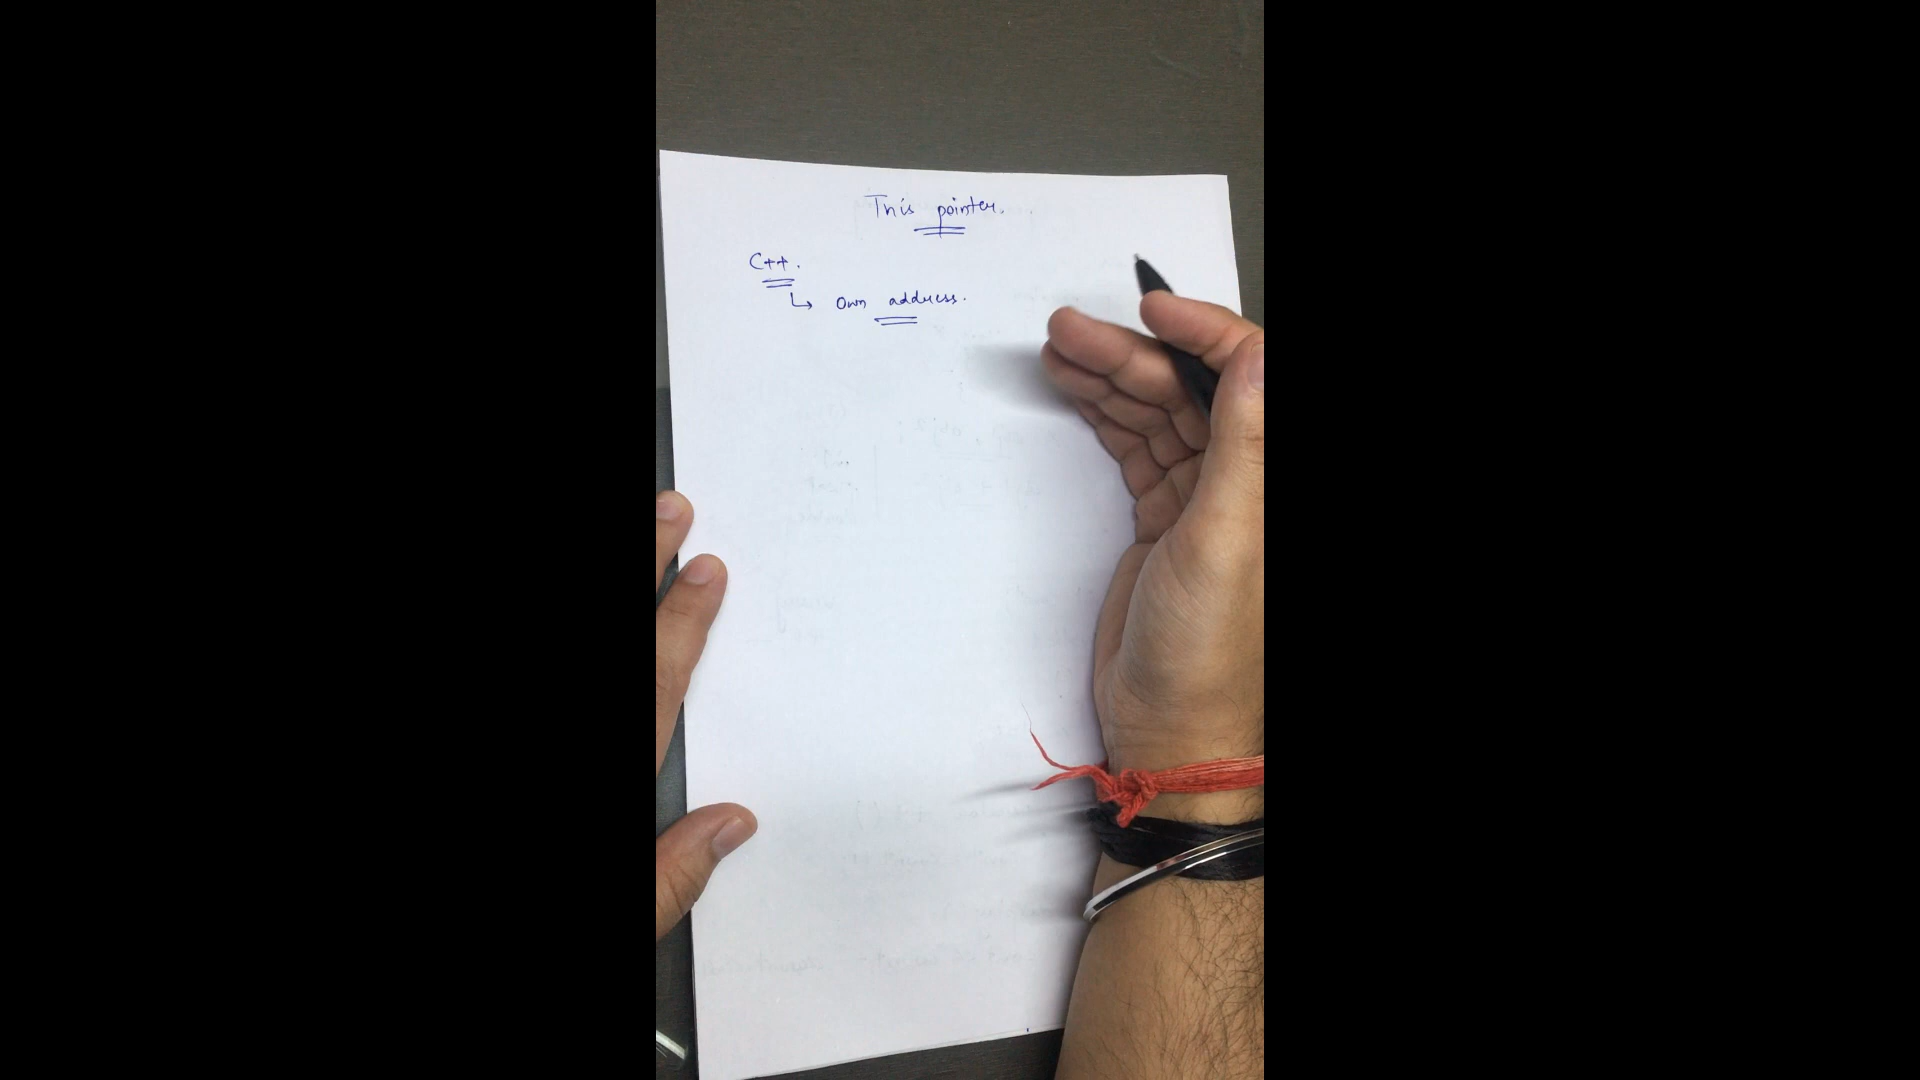 This pointer.
C++.
↳ own address.